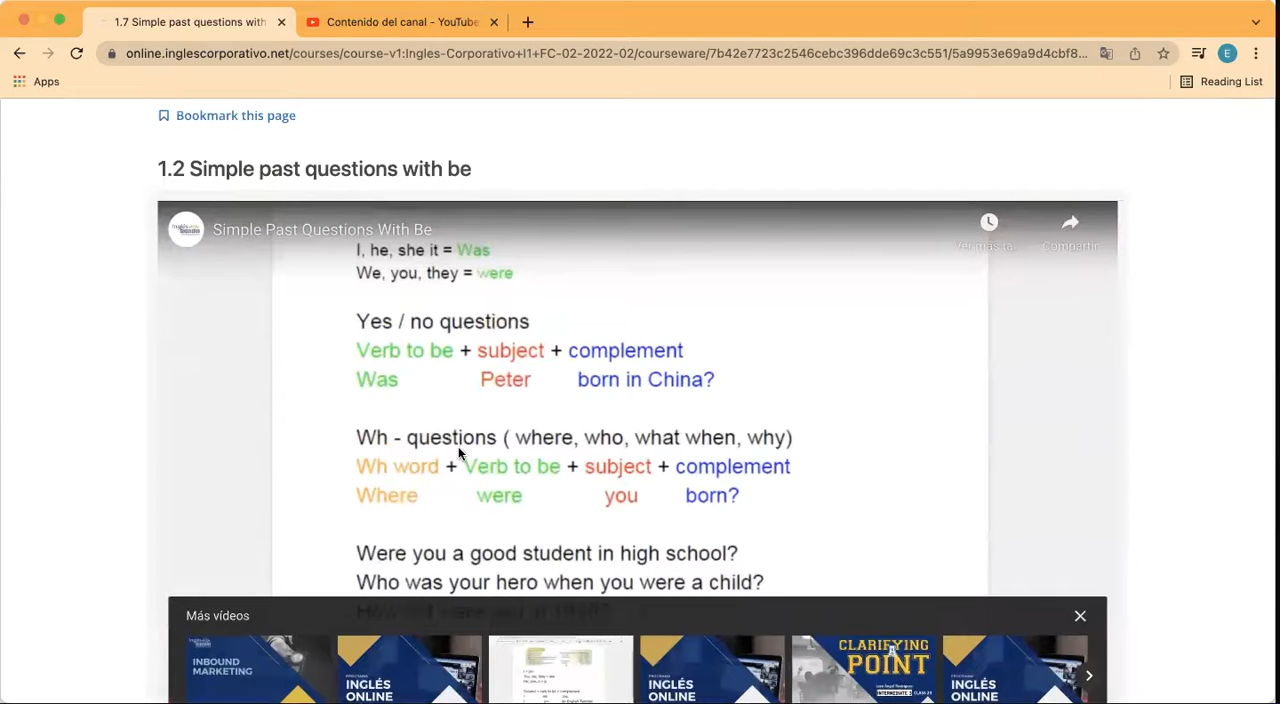 1.7 Simple past questions with
Contenido del canal - YouTube
online.inglescorporativo.net/courses/course-v1:Ingles-Corporativo+I1+FC-02-2022-02/courseware/7b42e7723c2546cebc396dde69c3c551/5a9953e69a9d4cbf8...
E
Apps
Reading List
Bookmark this page
1.2 Simple past questions with be
Simple Past Questions With Be
Ver más ta...
Compartir
I, he, she it = Was
We, you, they = were
Yes / no questions
Verb to be + subject + complement
Was Peter born in China?
Wh - questions ( where, who, what when, why)
Wh word + Verb to be + subject + complement
Where were you born?
Were you a good student in high school?
Who was your hero when you were a child?
Más vídeos
INBOUND
MARKETING
INGLÉS
ONLINE
INGLÉS
ONLINE
CLARIFYING
POINT
INGLÉS
ONLINE